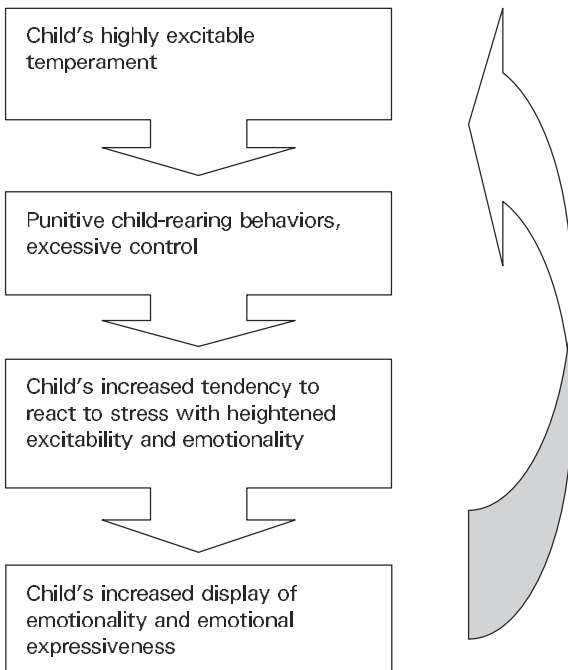 Child's highly excitable
temperament
Punitive child-rearing behaviors,
excessive control
Child's increased tendency to
react to stress with heightened
excitability and emotionality
Child's increased display of
emotionality and emotional
expressiveness